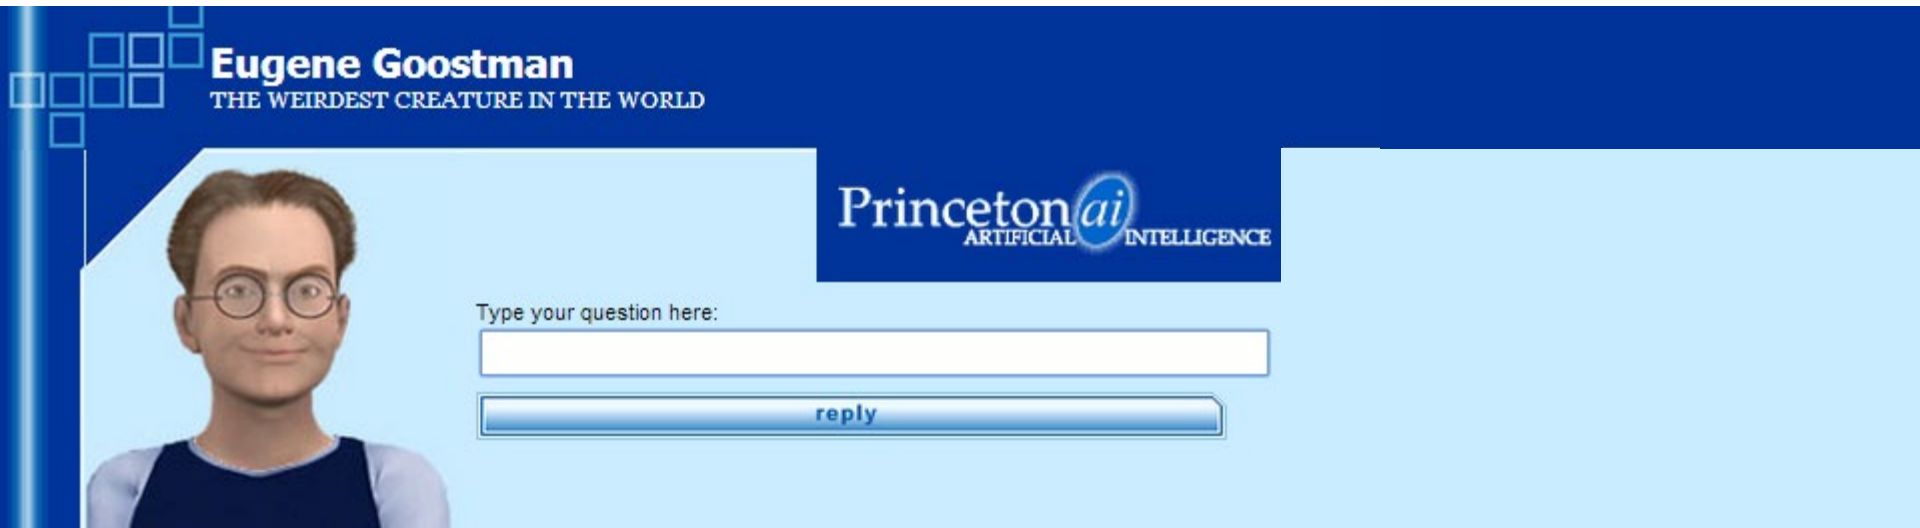 Eugene Goostman
THE WEIRDEST CREATURE IN THE WORLD
Princeton ai
ARTIFICIAL INTELLIGENCE
Type your question here:
reply